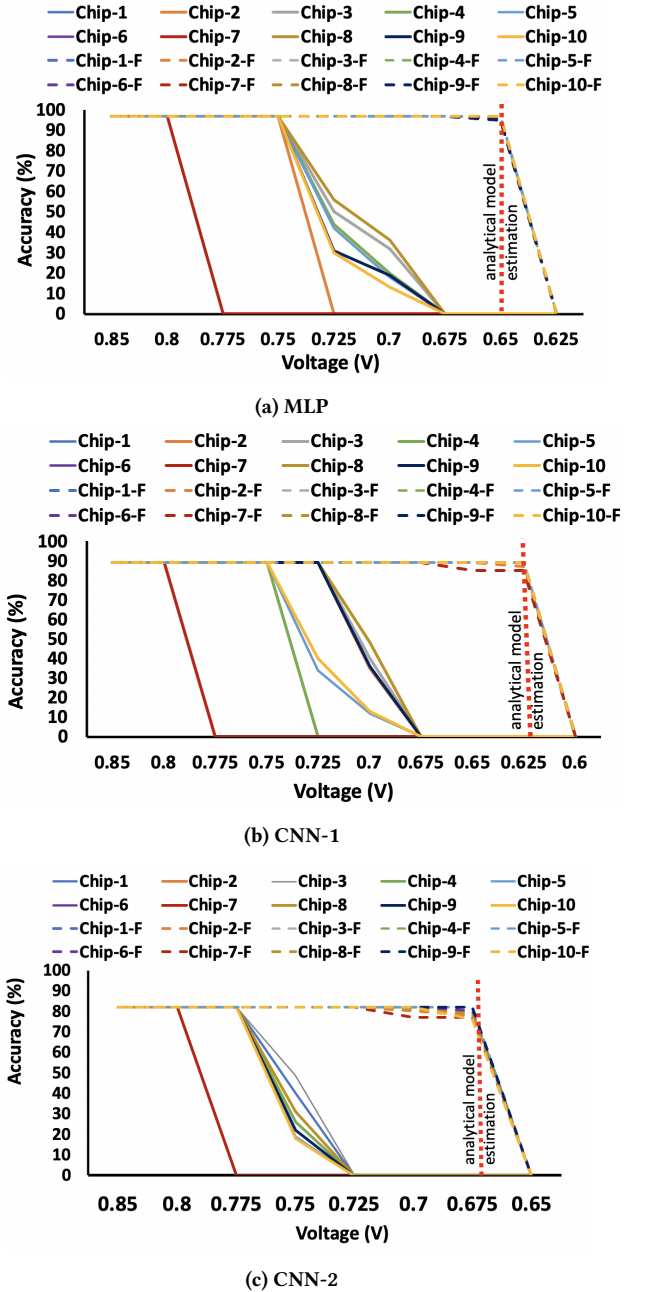 Chip-1 Chip-2 Chip-3 Chip-4 Chip-5
Chip-6 Chip-7 Chip-8 Chip-9 Chip-10
Chip-1-F Chip-2-F Chip-3-F Chip-4-F Chip-5-F
Chip-6-F Chip-7-F Chip-8-F Chip-9-F Chip-10-F
Accuracy (%)
100
90
80
70
60
50
40
30
20
10
0
analytical model
estimation
0.85 0.8 0.775 0.75 0.725 0.7 0.675 0.65 0.625
Voltage (V)
(a) MLP
Chip-1 Chip-2 Chip-3 Chip-4 Chip-5
Chip-6 Chip-7 Chip-8 Chip-9 Chip-10
Chip-1-F Chip-2-F Chip-3-F Chip-4-F Chip-5-F
Chip-6-F Chip-7-F Chip-8-F Chip-9-F Chip-10-F
Accuracy (%)
100
90
80
70
60
50
40
30
20
10
0
analytical model
estimation
0.85 0.8 0.775 0.75 0.725 0.7 0.675 0.65 0.625 0.6
Voltage (V)
(b) CNN-1
Chip-1 Chip-2 Chip-3 Chip-4 Chip-5
Chip-6 Chip-7 Chip-8 Chip-9 Chip-10
Chip-1-F Chip-2-F Chip-3-F Chip-4-F Chip-5-F
Chip-6-F Chip-7-F Chip-8-F Chip-9-F Chip-10-F
Accuracy (%)
100
90
80
70
60
50
40
30
20
10
0
analytical model
estimation
0.85 0.8 0.775 0.75 0.725 0.7 0.675 0.65
Voltage (V)
(c) CNN-2